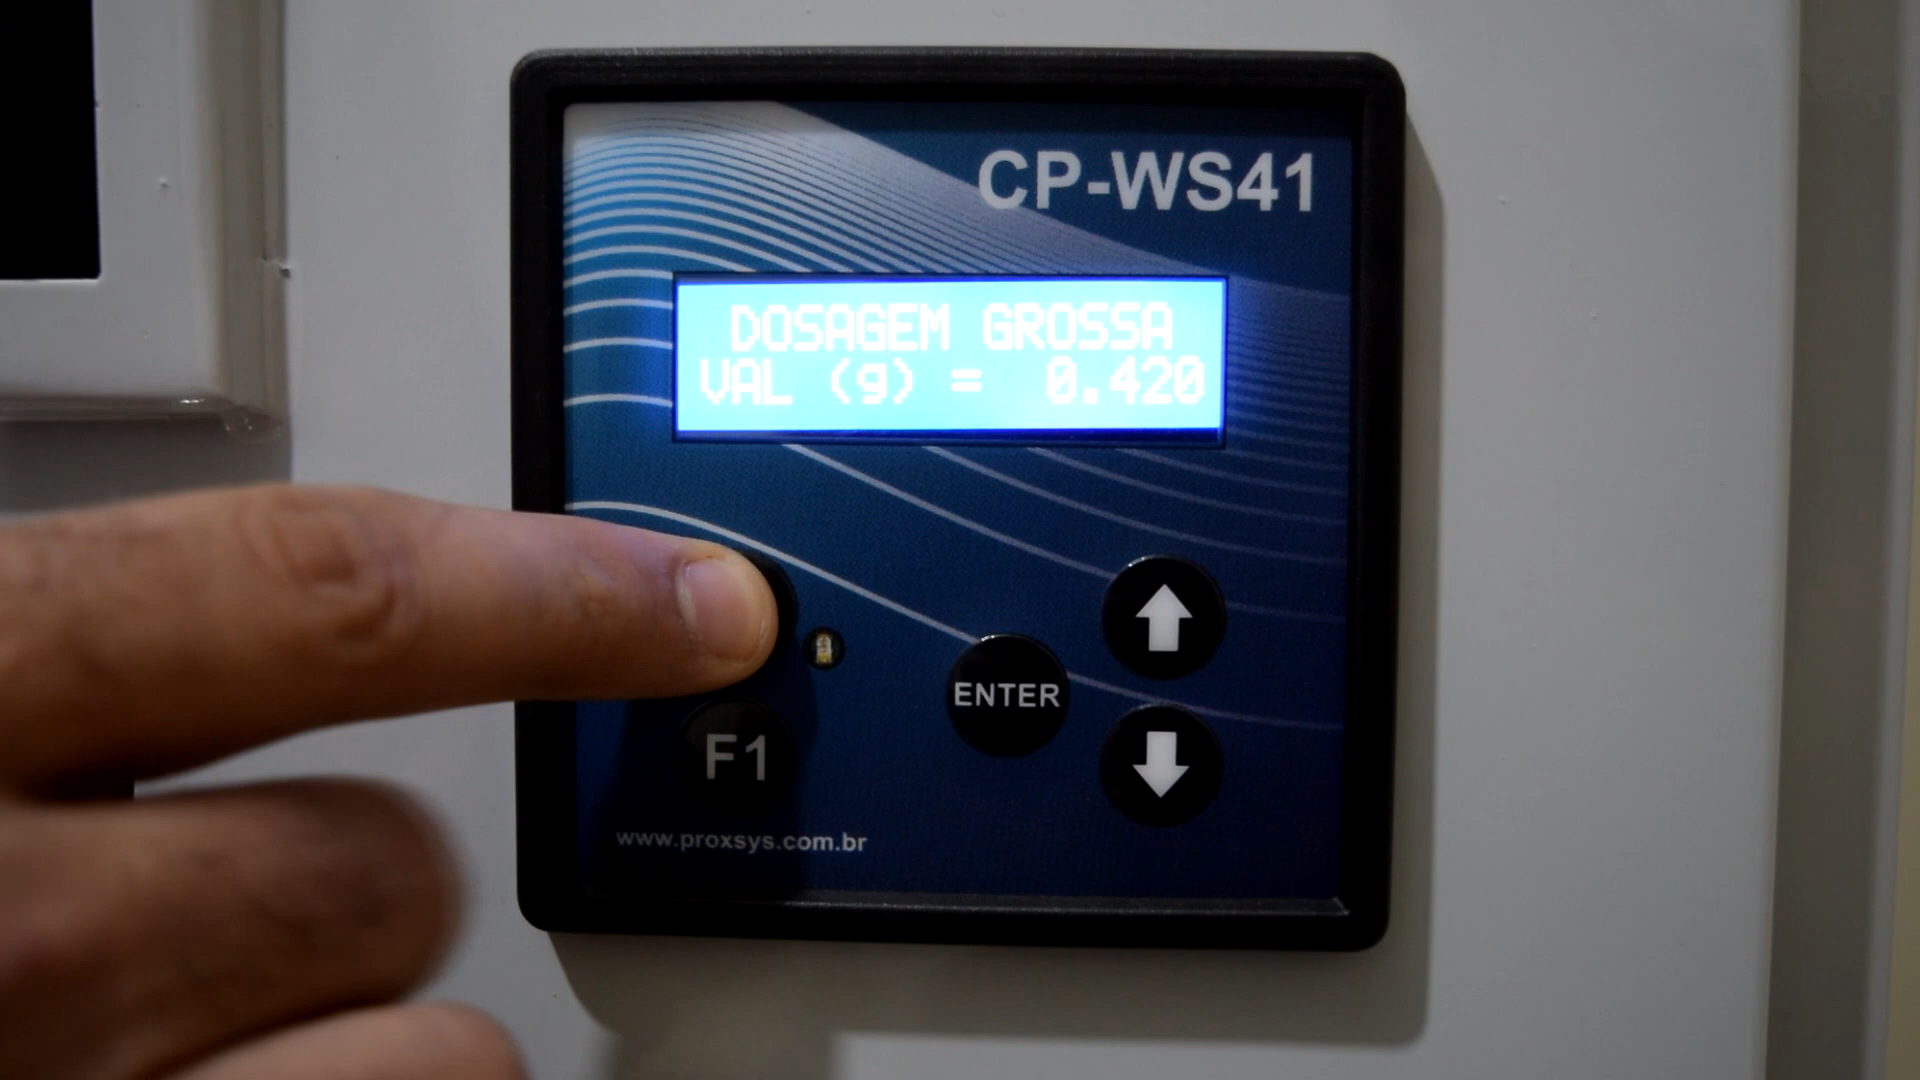 CP-WS41
DOSAGEM GROSSA
VAL (g) = 0.420
ENTER
F1
www.proxsys.com.br